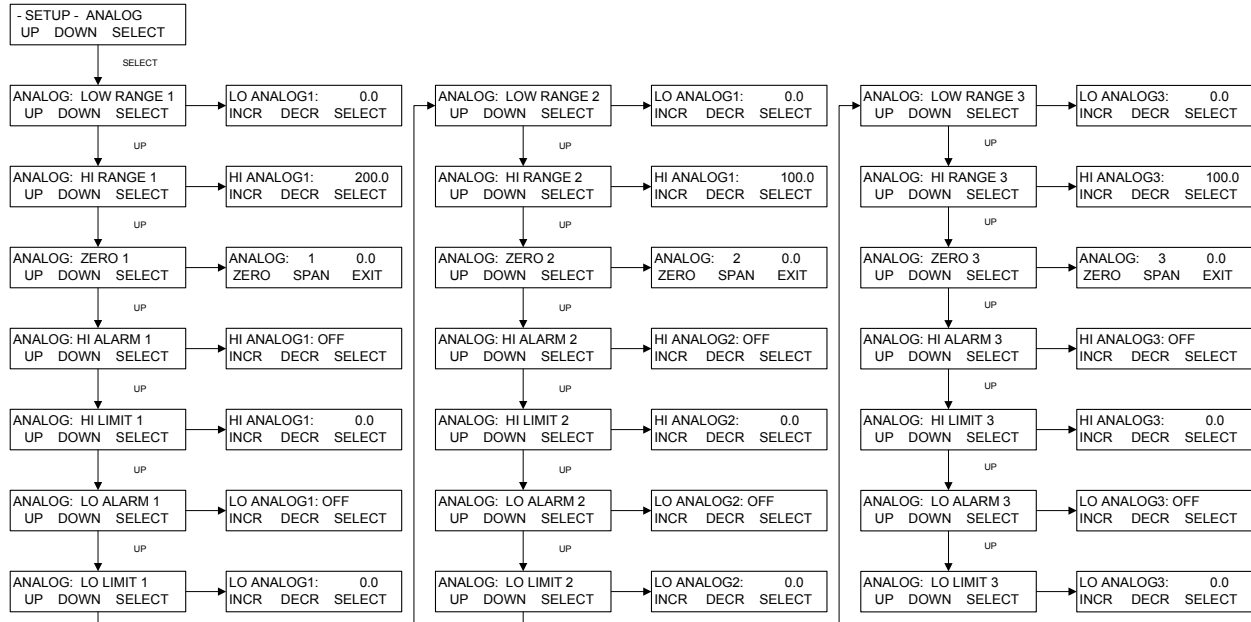 - SETUP - ANALOG
UP DOWN SELECT
SELECT
ANALOG: LOW RANGE 1
UP DOWN SELECT
LO ANALOG1: 0.0
INCR DECR SELECT
UP
ANALOG: HI RANGE 1
UP DOWN SELECT
HI ANALOG1: 200.0
INCR DECR SELECT
UP
ANALOG: ZERO 1
UP DOWN SELECT
ANALOG: 1 0.0
ZERO SPAN EXIT
UP
ANALOG: HI ALARM 1
UP DOWN SELECT
HI ANALOG1: OFF
INCR DECR SELECT
UP
ANALOG: HI LIMIT 1
UP DOWN SELECT
HI ANALOG1: 0.0
INCR DECR SELECT
UP
ANALOG: LO ALARM 1
UP DOWN SELECT
LO ANALOG1: OFF
INCR DECR SELECT
UP
ANALOG: LO LIMIT 1
UP DOWN SELECT
LO ANALOG1: 0.0
INCR DECR SELECT
ANALOG: LOW RANGE 2
UP DOWN SELECT
LO ANALOG1: 0.0
INCR DECR SELECT
UP
ANALOG: HI RANGE 2
UP DOWN SELECT
HI ANALOG1: 100.0
INCR DECR SELECT
UP
ANALOG: ZERO 2
UP DOWN SELECT
ANALOG: 2 0.0
ZERO SPAN EXIT
UP
ANALOG: HI ALARM 2
UP DOWN SELECT
HI ANALOG2: OFF
INCR DECR SELECT
UP
ANALOG: HI LIMIT 2
UP DOWN SELECT
HI ANALOG2: 0.0
INCR DECR SELECT
UP
ANALOG: LO ALARM 2
UP DOWN SELECT
LO ANALOG2: OFF
INCR DECR SELECT
UP
ANALOG: LO LIMIT 2
UP DOWN SELECT
LO ANALOG2: 0.0
INCR DECR SELECT
ANALOG: LOW RANGE 3
UP DOWN SELECT
LO ANALOG3: 0.0
INCR DECR SELECT
UP
ANALOG: HI RANGE 3
UP DOWN SELECT
HI ANALOG3: 100.0
INCR DECR SELECT
UP
ANALOG: ZERO 3
UP DOWN SELECT
ANALOG: 3 0.0
ZERO SPAN EXIT
UP
ANALOG: HI ALARM 3
UP DOWN SELECT
HI ANALOG3: OFF
INCR DECR SELECT
UP
ANALOG: HI LIMIT 3
UP DOWN SELECT
HI ANALOG3: 0.0
INCR DECR SELECT
UP
ANALOG: LO ALARM 3
UP DOWN SELECT
LO ANALOG3: OFF
INCR DECR SELECT
UP
ANALOG: LO LIMIT 3
UP DOWN SELECT
LO ANALOG3: 0.0
INCR DECR SELECT